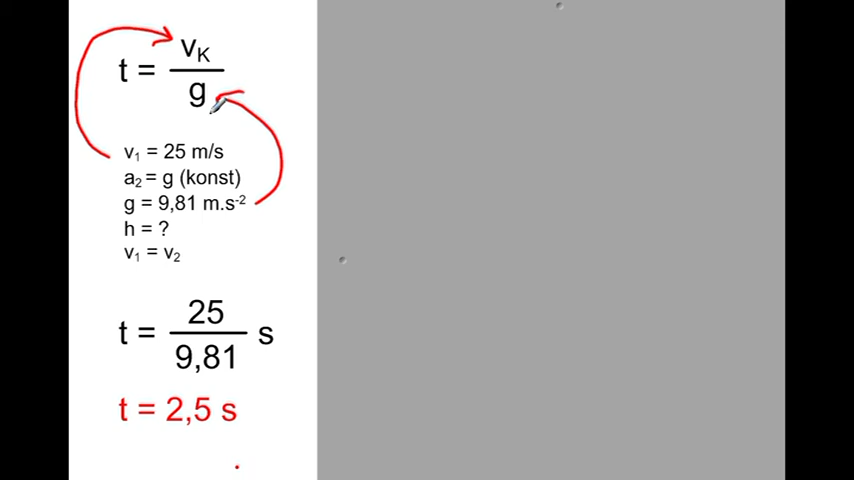 t = v_K / g
v₁ = 25 m/s
a₂ = g (konst)
g = 9,81 m.s⁻²
h = ?
v₁ = v₂
t = 25 / 9,81 s
t = 2,5 s